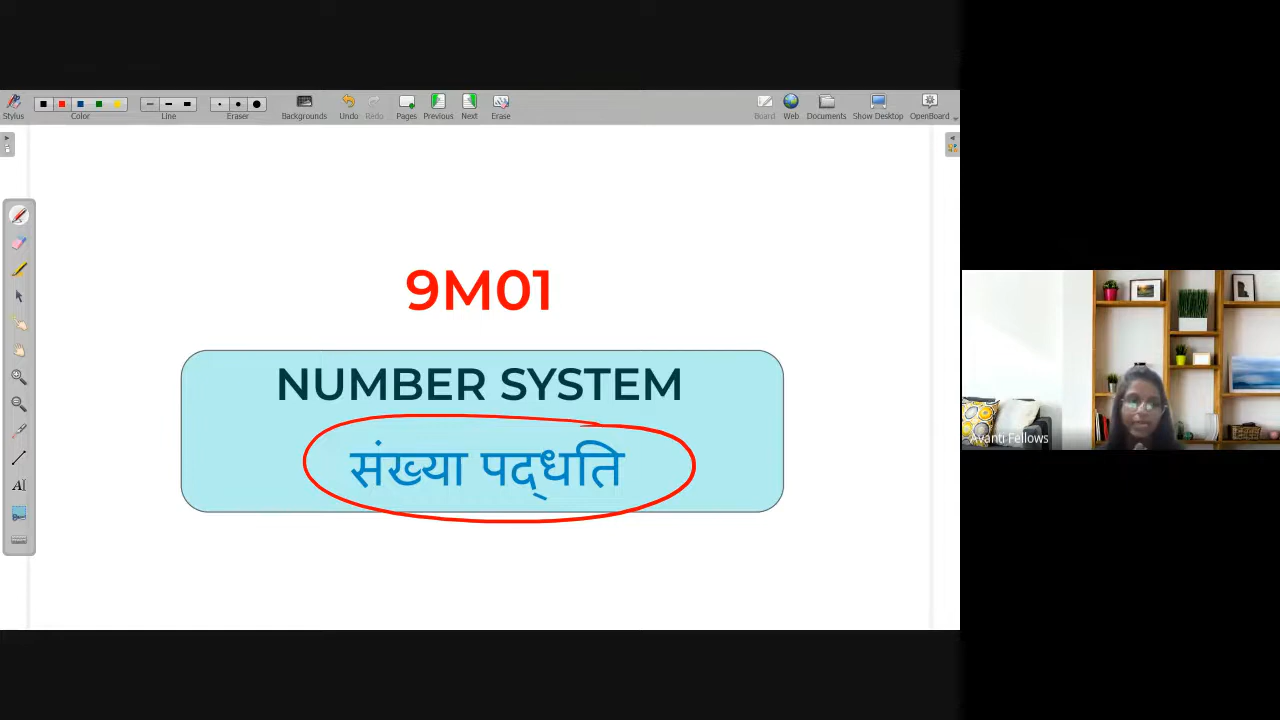 Stylus
Color
Line
Eraser
Backgrounds
Undo
Redo
Pages
Previous
Next
Erase
Board
Web
Documents
Show Desktop
OpenBoard
9M01
NUMBER SYSTEM
संख्या पद्धति
Avanti Fellows